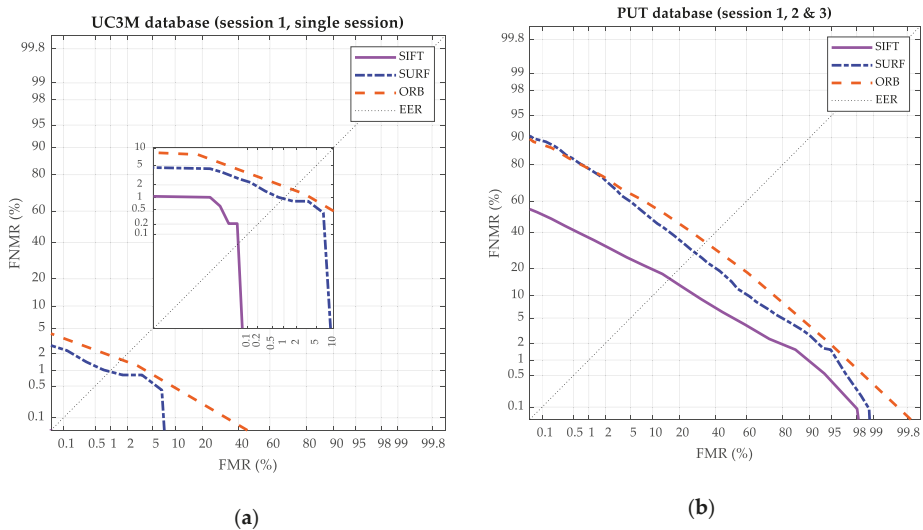 UC3M database (session 1, single session)
99.8
99
98
95
90
80
60
40
20
10
5
2
1
0.5
0.1
FNMR (%)
SIFT
SURF
ORB
EER
10
5
2
1
0.5
0.2
0.1
0.1
0.2
0.5
1
2
5
10
0.1 0.5 1 2 5 10 20 40 60 80 90 95 98 99 99.8
FMR (%)
(a)
PUT database (session 1, 2 & 3)
99.8
99
98
95
90
80
60
40
20
10
5
2
1
0.5
0.1
FNMR (%)
SIFT
SURF
ORB
EER
0.1 0.5 1 2 5 10 20 40 60 80 90 95 98 99 99.8
FMR (%)
(b)